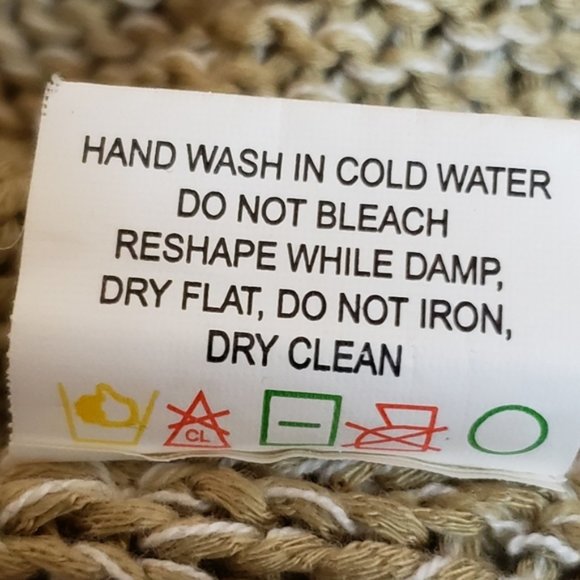 HAND WASH IN COLD WATER
DO NOT BLEACH
RESHAPE WHILE DAMP,
DRY FLAT, DO NOT IRON,
DRY CLEAN
CL